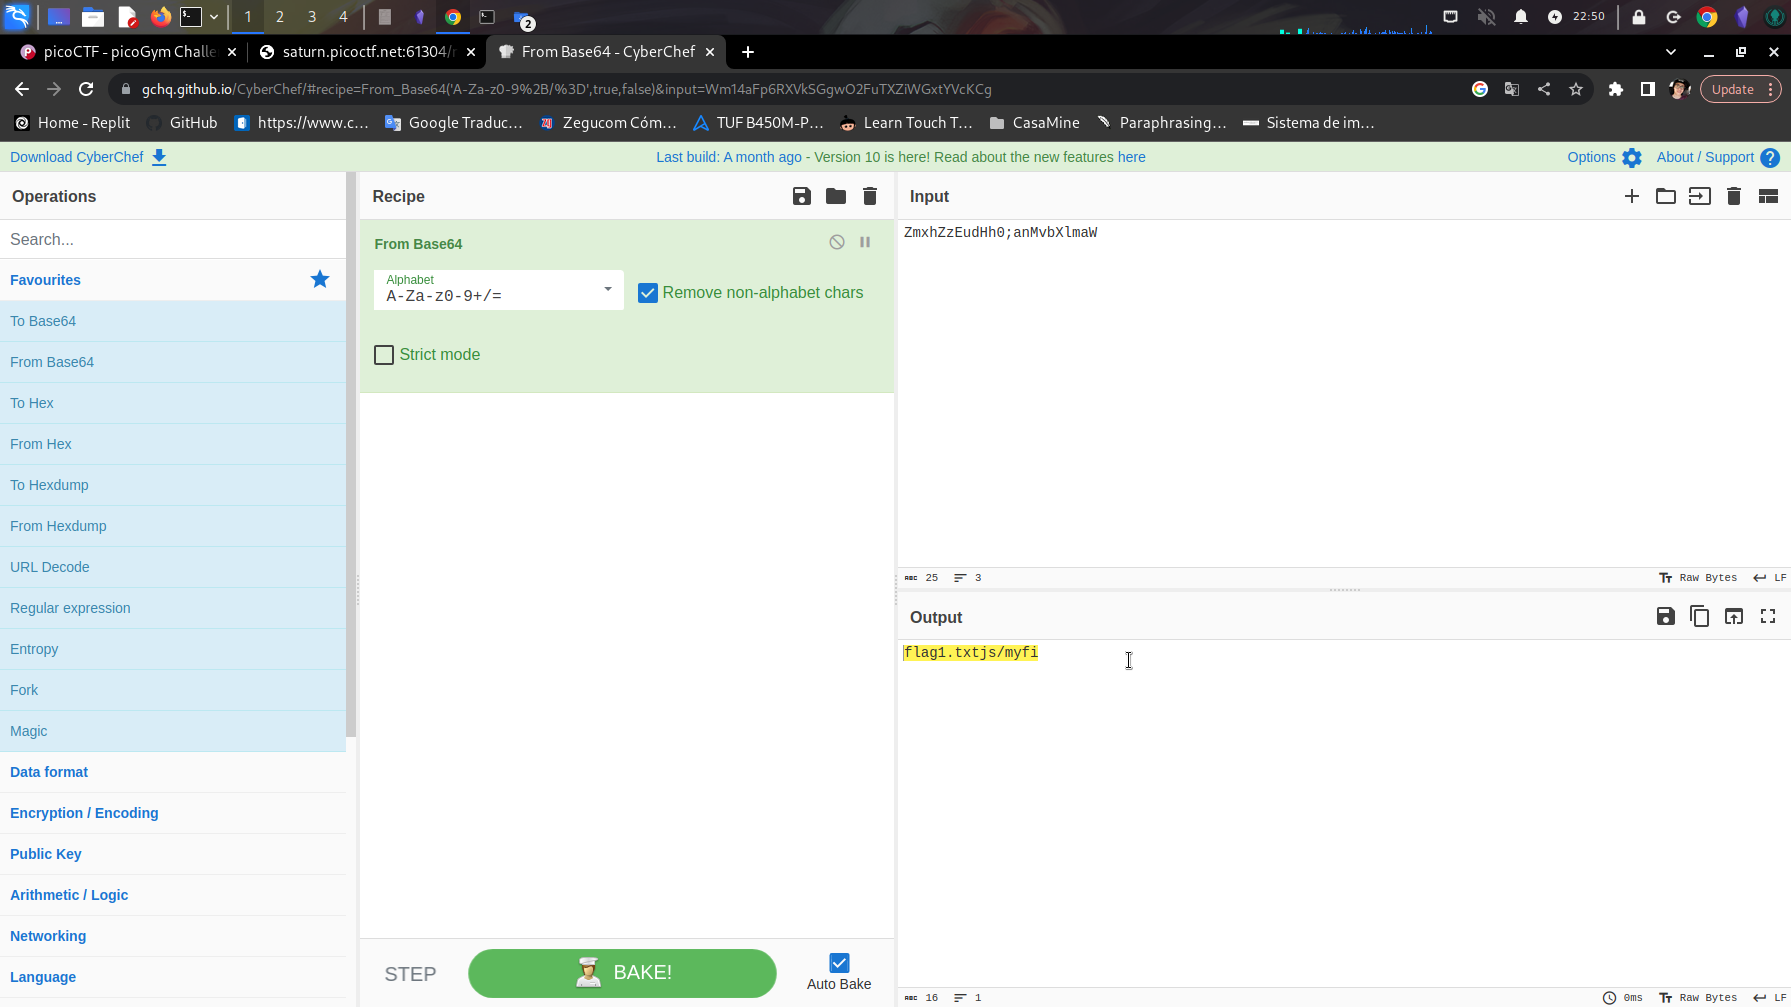 1 2 3 4
2
22:50
picoCTF - picoGym Challe
saturn.picoctf.net:61304/r
From Base64 - CyberChef
gchq.github.io/CyberChef/#recipe=From_Base64('A-Za-z0-9%2B/%3D',true,false)&input=Wm14aFp6RXVkSGgwO2FuTXZiWGxtYVcKCg
Update
Home - Replit
GitHub
https://www.c...
Google Traduc...
Zegucom Cóm...
TUF B450M-P...
Learn Touch T...
CasaMine
Paraphrasing...
Sistema de im...
Download CyberChef
Last build: A month ago - Version 10 is here! Read about the new features here
Options
About / Support
Operations
Search...
Favourites
To Base64
From Base64
To Hex
From Hex
To Hexdump
From Hexdump
URL Decode
Regular expression
Entropy
Fork
Magic
Data format
Encryption / Encoding
Public Key
Arithmetic / Logic
Networking
Language
Recipe
From Base64
Alphabet
A-Za-z0-9+/=
Remove non-alphabet chars
Strict mode
STEP
BAKE!
Auto Bake
Input
ZmxhZzEudHh0;anMvbXlmaW
ABC 25 3
Raw Bytes LF
Output
flag1.txtjs/myfi
ABC 16 1
0ms Raw Bytes LF